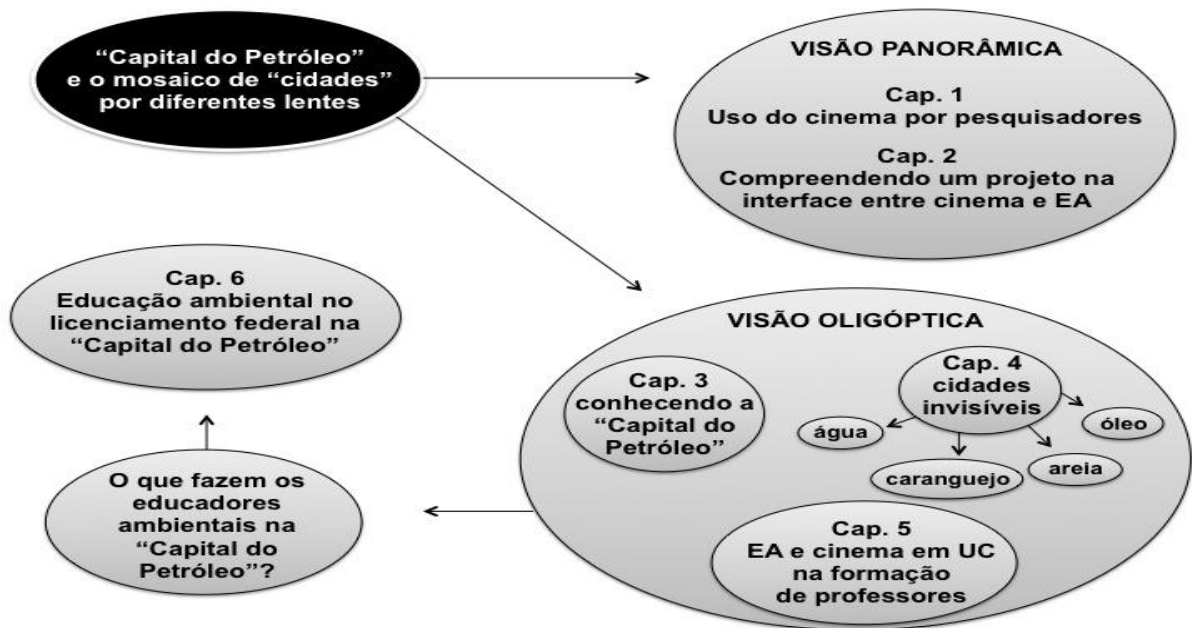 “Capital do Petróleo”
e o mosaico de “cidades”
por diferentes lentes
VISÃO PANORÂMICA
Cap. 1
Uso do cinema por pesquisadores
Cap. 2
Compreendendo um projeto na
interface entre cinema e EA
VISÃO OLIGÓPTICA
Cap. 3
conhecendo a
“Capital do
Petróleo”
Cap. 4
cidades
invisíveis
água
caranguejo
areia
óleo
Cap. 5
EA e cinema em UC
na formação
de professores
O que fazem os
educadores
ambientais na
“Capital do
Petróleo”?
Cap. 6
Educação ambiental no
licenciamento federal na
“Capital do Petróleo”